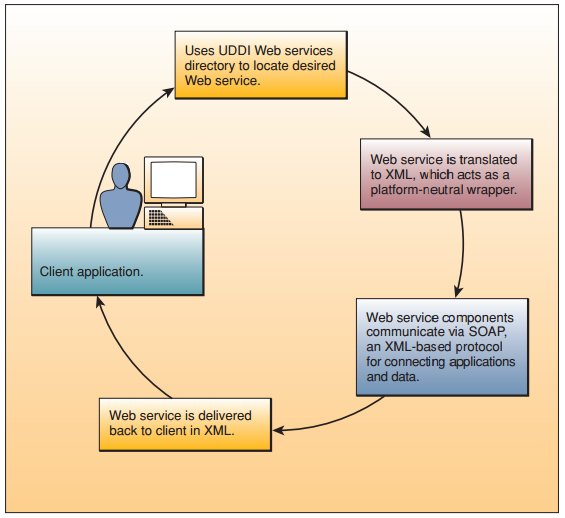 Uses UDDI Web services
directory to locate desired
Web service.
Web service is translated
to XML, which acts as a
platform-neutral wrapper.
Client application.
Web service components
communicate via SOAP,
an XML-based protocol
for connecting applications
and data.
Web service is delivered
back to client in XML.